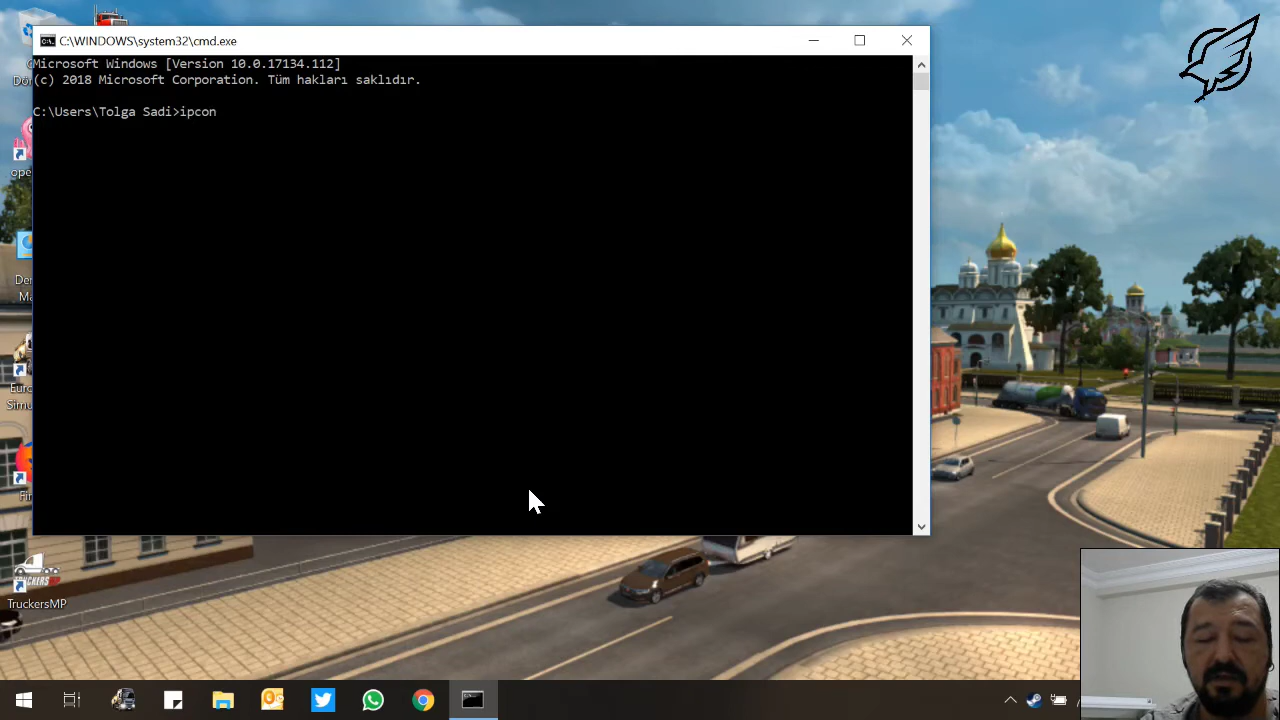 C:\WINDOWS\system32\cmd.exe
Microsoft Windows [Version 10.0.17134.112]
(c) 2018 Microsoft Corporation. Tüm hakları saklıdır.
C:\Users\Tolga Sadi>ipcon
TruckersMP